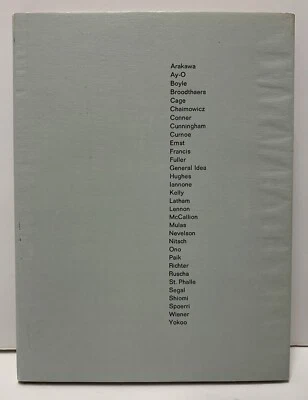 Arakawa
Ay-O
Boyle
Broodthaers
Cage
Chaimowicz
Conner
Cunningham
Curnoe
Ernst
Francis
Fuller
General Idea
Hughes
Iannone
Kelly
Latham
Lennon
McCallion
Mulas
Nevelson
Nitsch
Ono
Paik
Richter
Ruscha
St. Phalle
Segal
Shiomi
Spoerri
Wiener
Yokoo